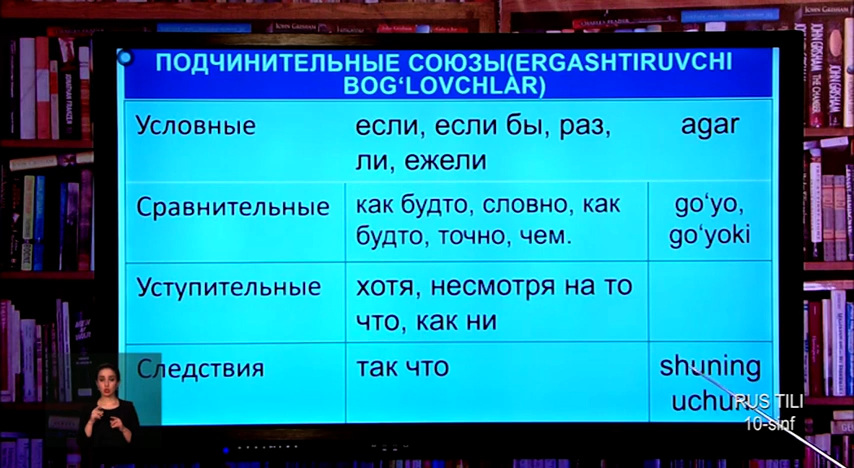 JOHN GRISHAM
ПОДЧИНИТЕЛЬНЫЕ СОЮЗЫ(ERGASHTIRUVCHI
BOG‘LOVCHLAR)
Условные
если, если бы, раз,
ли, ежели
agar
Сравнительные
как будто, словно, как
будто, точно, чем.
go‘yo,
go‘yoki
Уступительные
хотя, несмотря на то
что, как ни
Следствия
так что
shuning
uchun
RUS TILI
10-sinf